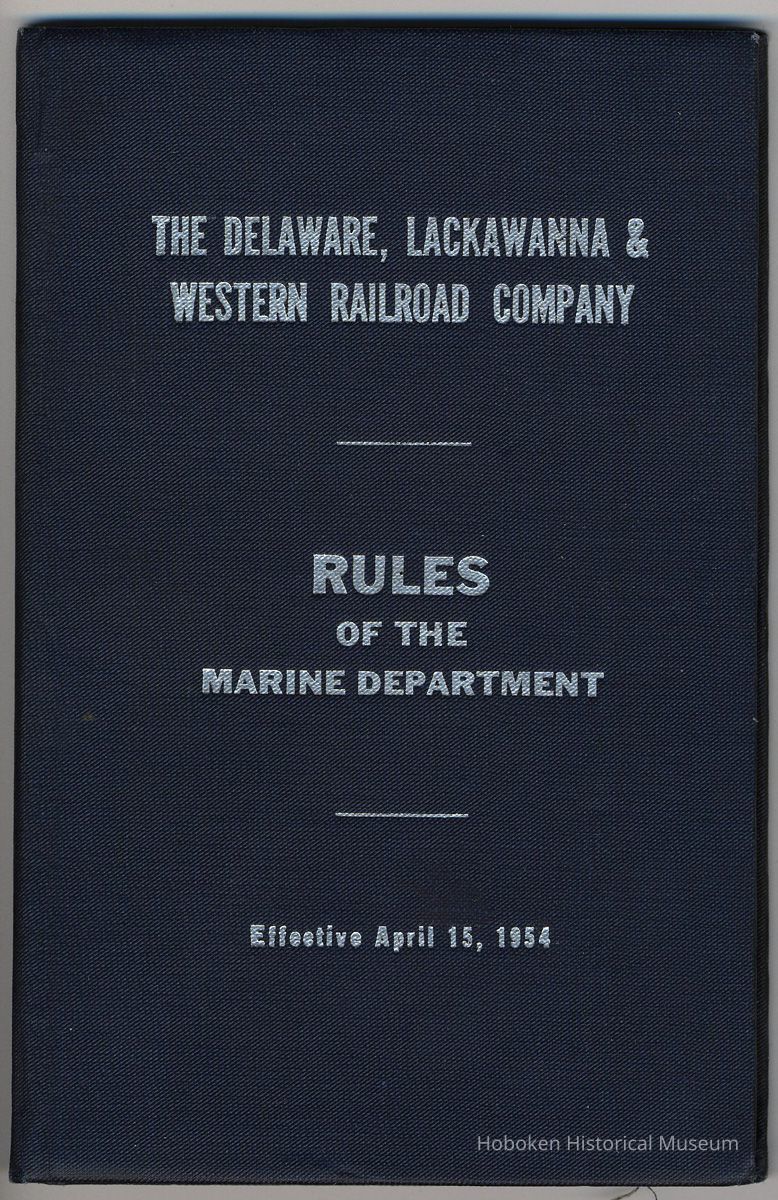 THE DELAWARE, LACKAWANNA &
WESTERN RAILROAD COMPANY
RULES
OF THE
MARINE DEPARTMENT
Effective April 15, 1954
Hoboken Historical Museum